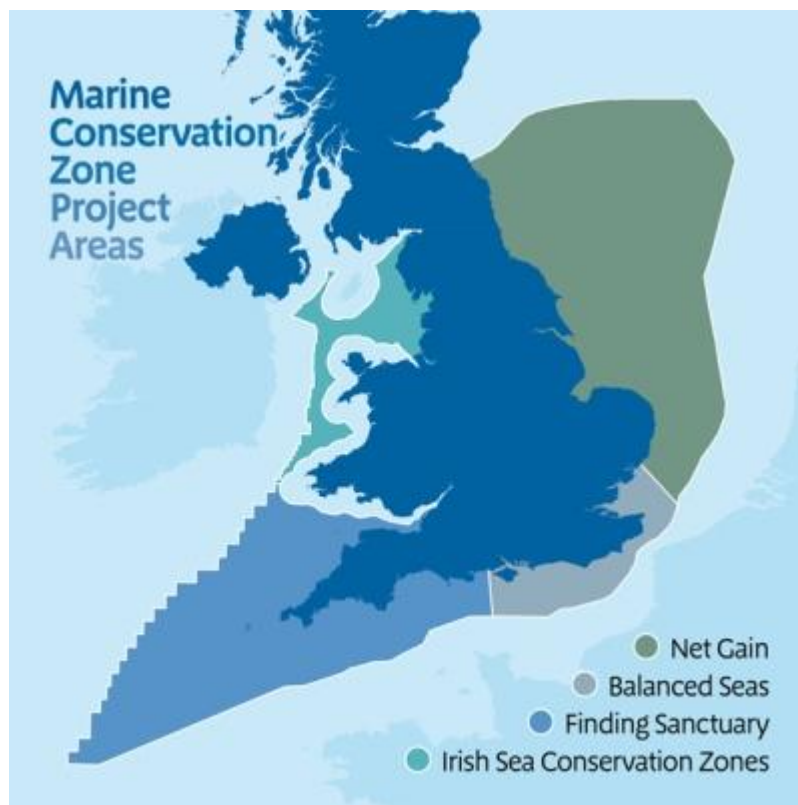 Marine
Conservation
Zone
Project
Areas
Net Gain
Balanced Seas
Finding Sanctuary
Irish Sea Conservation Zones